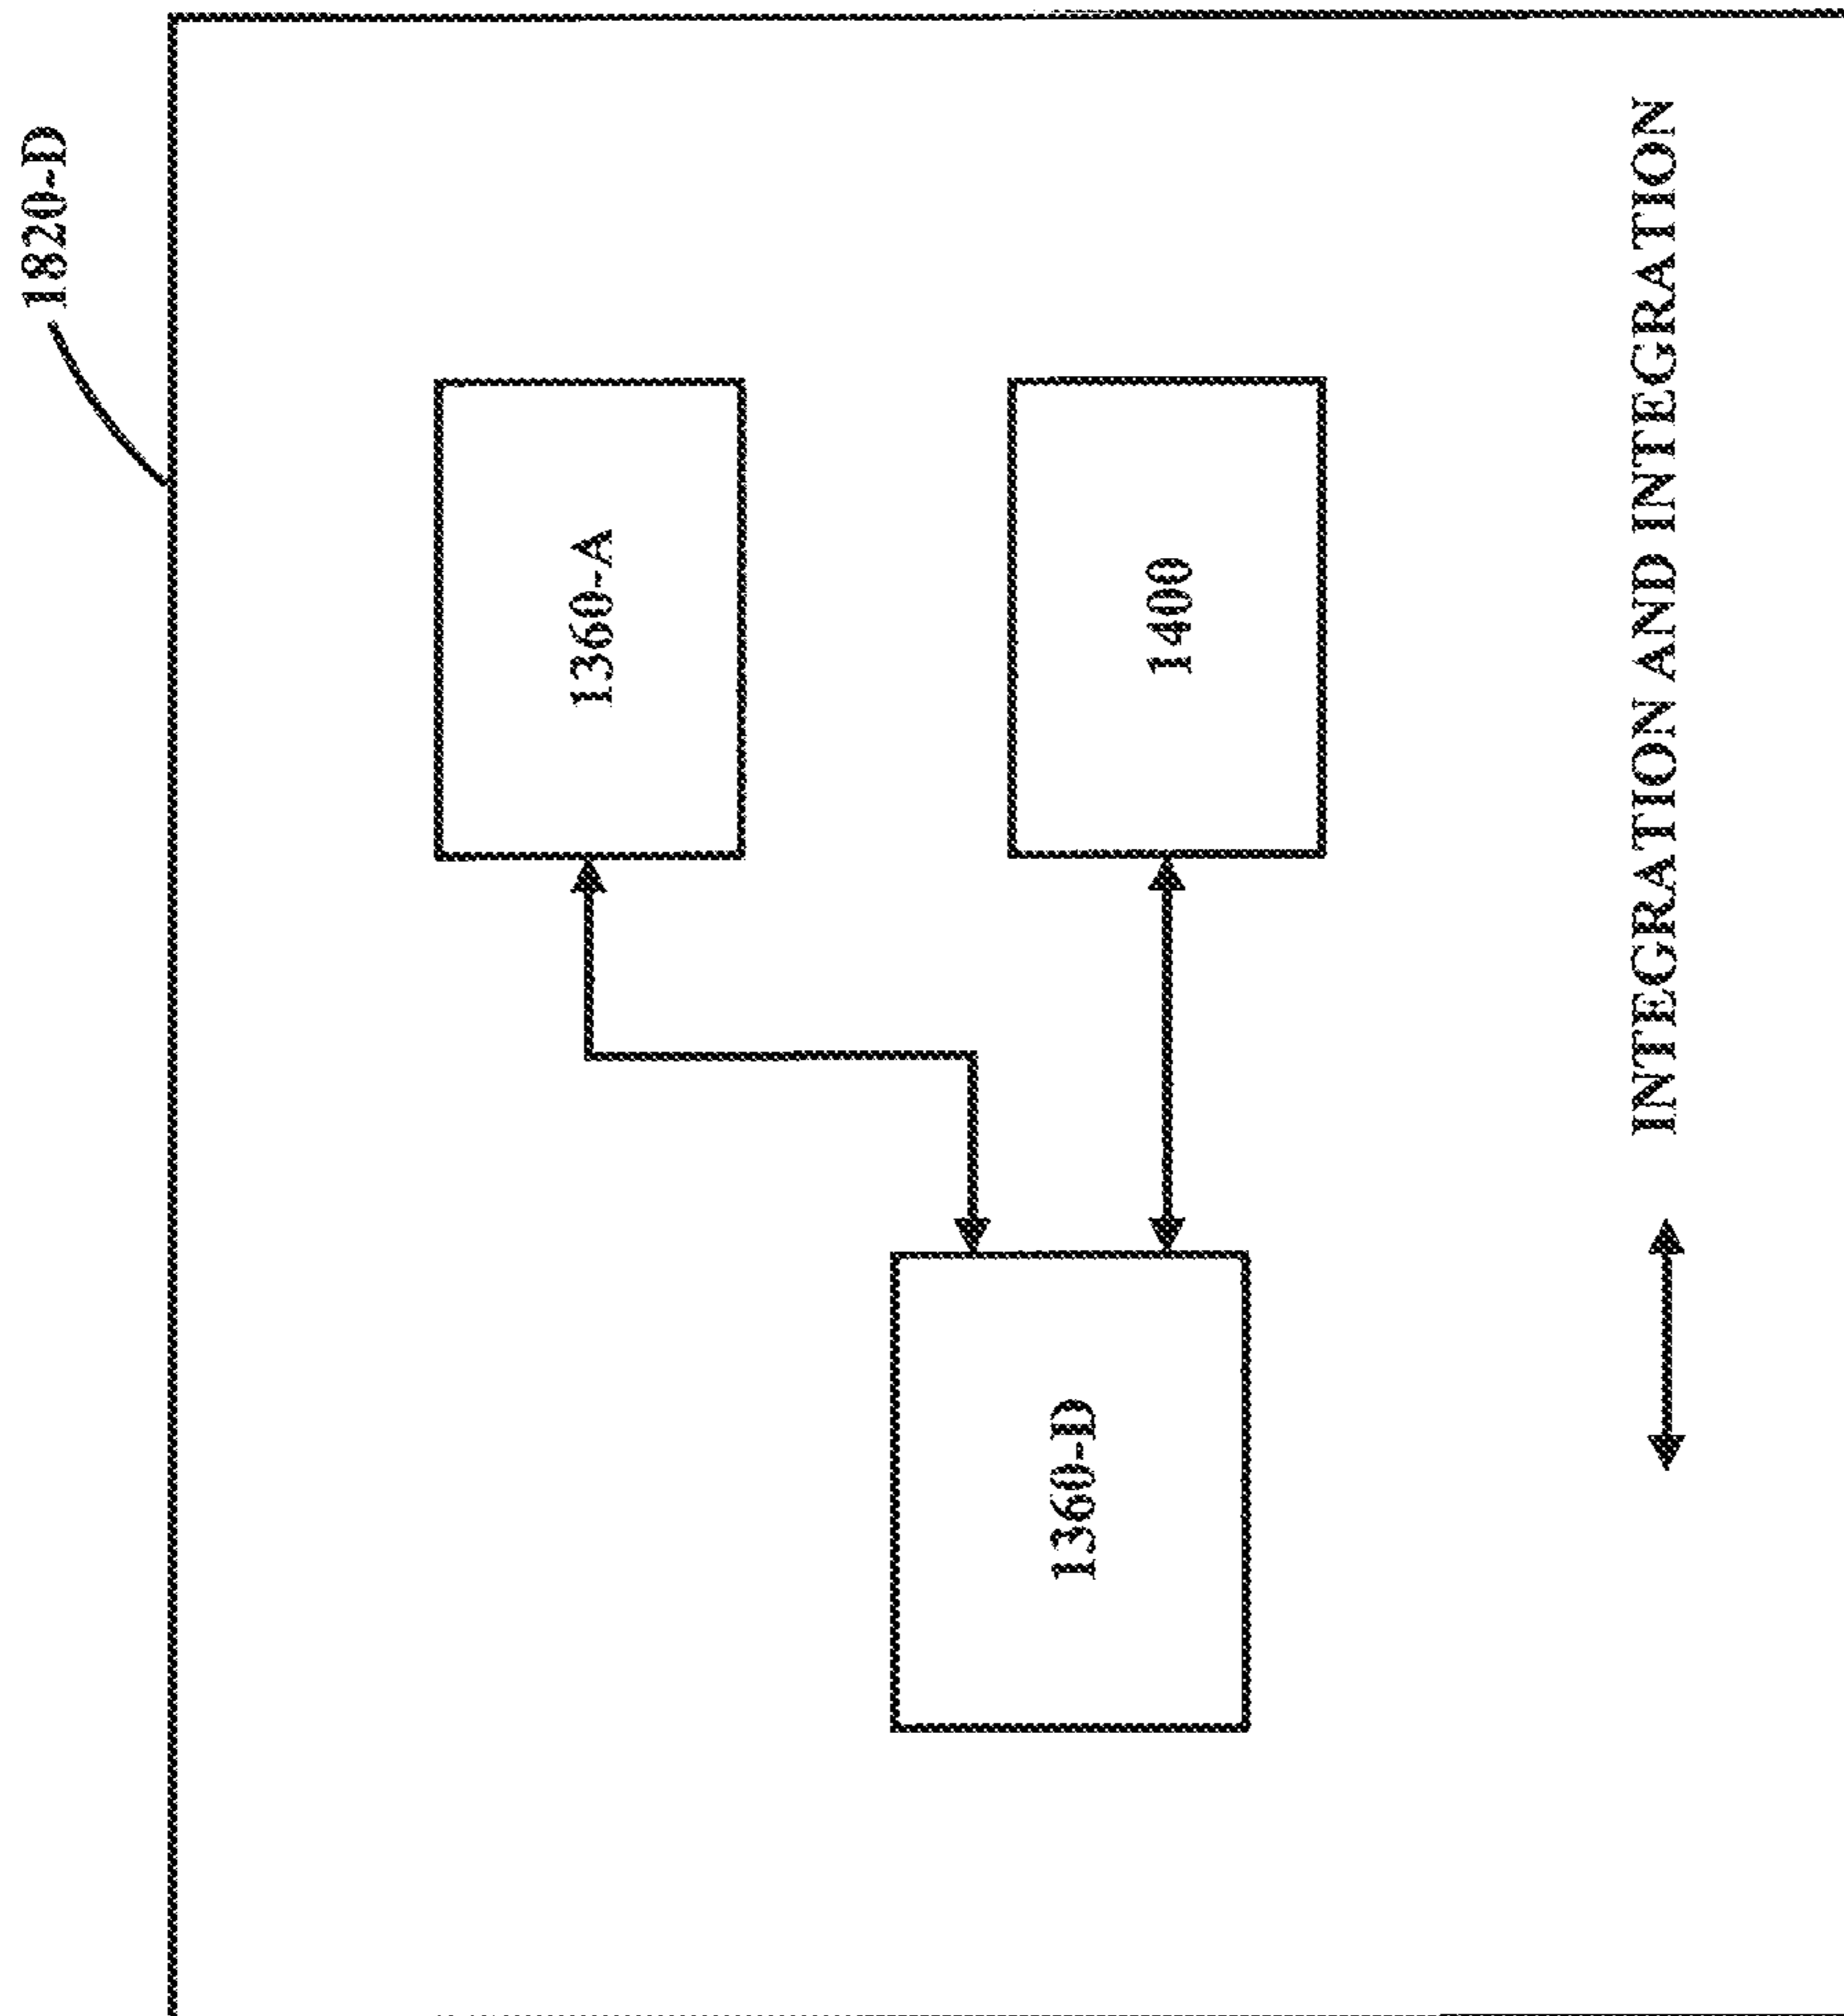 1820-D
1360-A
1400
1360-D
INTEGRATION AND INTEGRATION